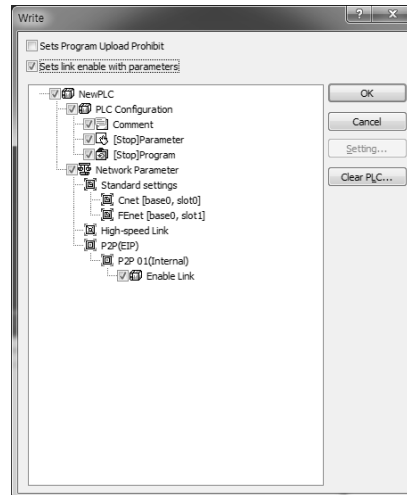 Write
Sets Program Upload Prohibit
Sets link enable with parameters
NewPLC
PLC Configuration
Comment
[Stop]Parameter
[Stop]Program
Network Parameter
Standard settings
Cnet [base0, slot0]
FEnet [base0, slot1]
High-speed Link
P2P(EIP)
P2P 01(Internal)
Enable Link
OK
Cancel
Setting...
Clear PLC...